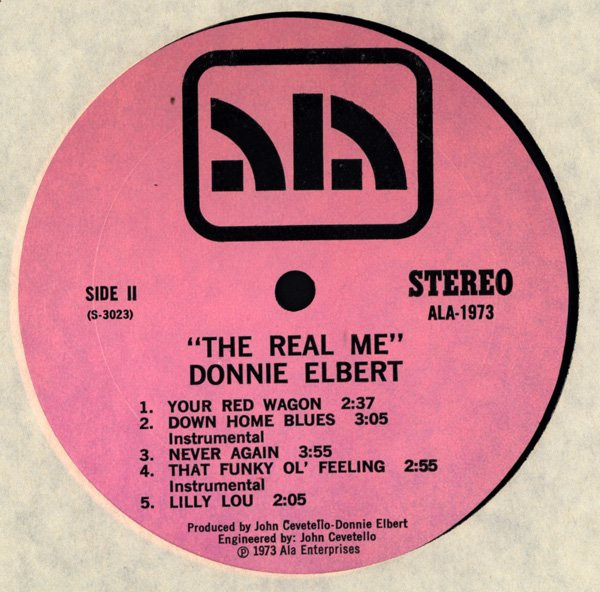 ala
SIDE II
(S-3023)
STEREO
ALA-1973
"THE REAL ME"
DONNIE ELBERT
1. YOUR RED WAGON 2:37
2. DOWN HOME BLUES 3:05
Instrumental
3. NEVER AGAIN 3:55
4. THAT FUNKY OL' FEELING 2:55
Instrumental
5. LILLY LOU 2:05
Produced by John Cevetello-Donnie Elbert
Engineered by: John Cevetello
℗ 1973 Ala Enterprises